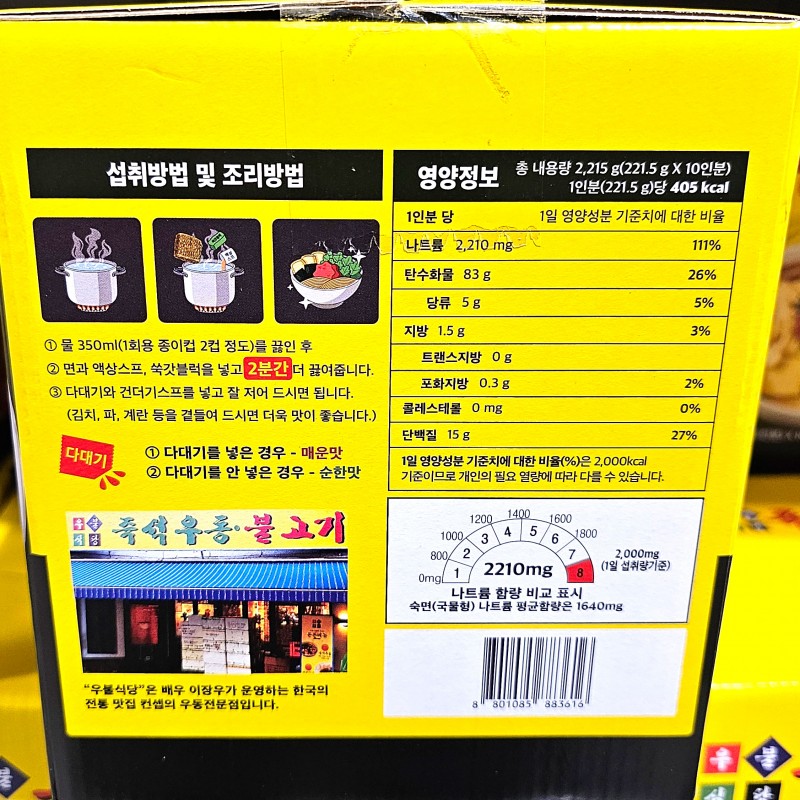 섭취방법 및 조리방법
① 물 350ml(1회용 종이컵 2컵 정도)를 끓인 후
② 면과 액상스프, 쑥갓블럭을 넣고 2분간 더 끓여줍니다.
③ 다대기와 건더기스프를 넣고 잘 저어 드시면 됩니다.
(김치, 파, 계란 등을 곁들여 드시면 더욱 맛이 좋습니다.)
다대기
① 다대기를 넣은 경우 - 매운맛
② 다대기를 안 넣은 경우 - 순한맛
우불식당
즉석우동·불고기
"우불식당"은 배우 이장우가 운영하는 한국의
전통 맛집 컨셉의 우동전문점입니다.
영양정보
총 내용량 2,215 g(221.5 g X 10인분)
1인분(221.5 g)당 405 kcal
1인분 당 1일 영양성분 기준치에 대한 비율
나트륨 2,210 mg 111%
탄수화물 83 g 26%
당류 5 g 5%
지방 1.5 g 3%
트랜스지방 0 g
포화지방 0.3 g 2%
콜레스테롤 0 mg 0%
단백질 15 g 27%
1일 영양성분 기준치에 대한 비율(%)은 2,000kcal
기준이므로 개인의 필요 열량에 따라 다를 수 있습니다.
0mg 800 1000 1200 1400 1600 1800
1 2 3 4 5 6 7 8
2210mg
2,000mg
(1일 섭취량기준)
나트륨 함량 비교 표시
숙면(국물형) 나트륨 평균함량은 1640mg
8 801085 883616
우불
식당